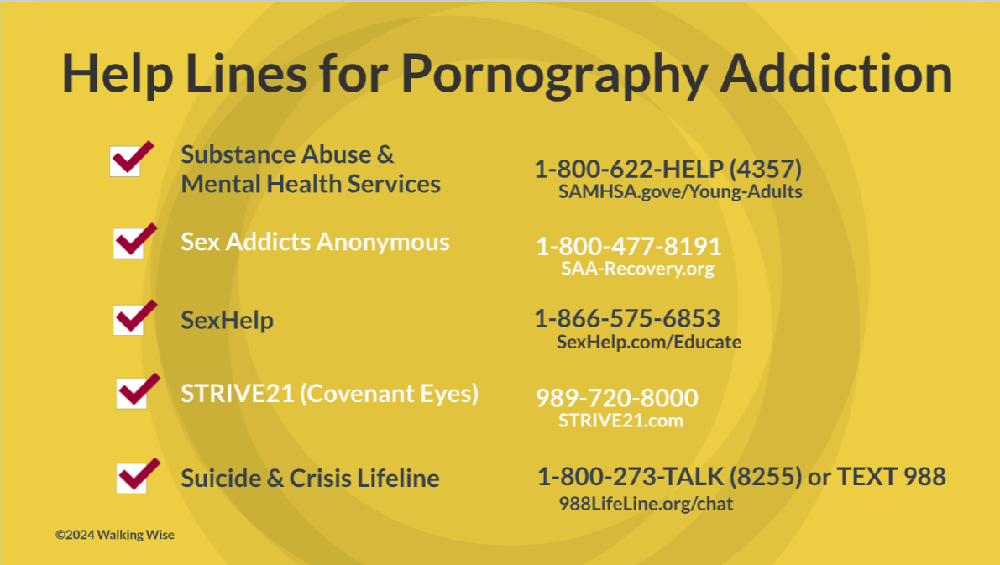 Help Lines for Pornography Addiction
Substance Abuse &
Mental Health Services
1-800-622-HELP (4357)
SAMHSA.gove/Young-Adults
Sex Addicts Anonymous
1-800-477-8191
SAA-Recovery.org
SexHelp
1-866-575-6853
SexHelp.com/Educate
STRIVE21 (Covenant Eyes)
989-720-8000
STRIVE21.com
Suicide & Crisis Lifeline
1-800-273-TALK (8255) or TEXT 988
988LifeLine.org/chat
©2024 Walking Wise